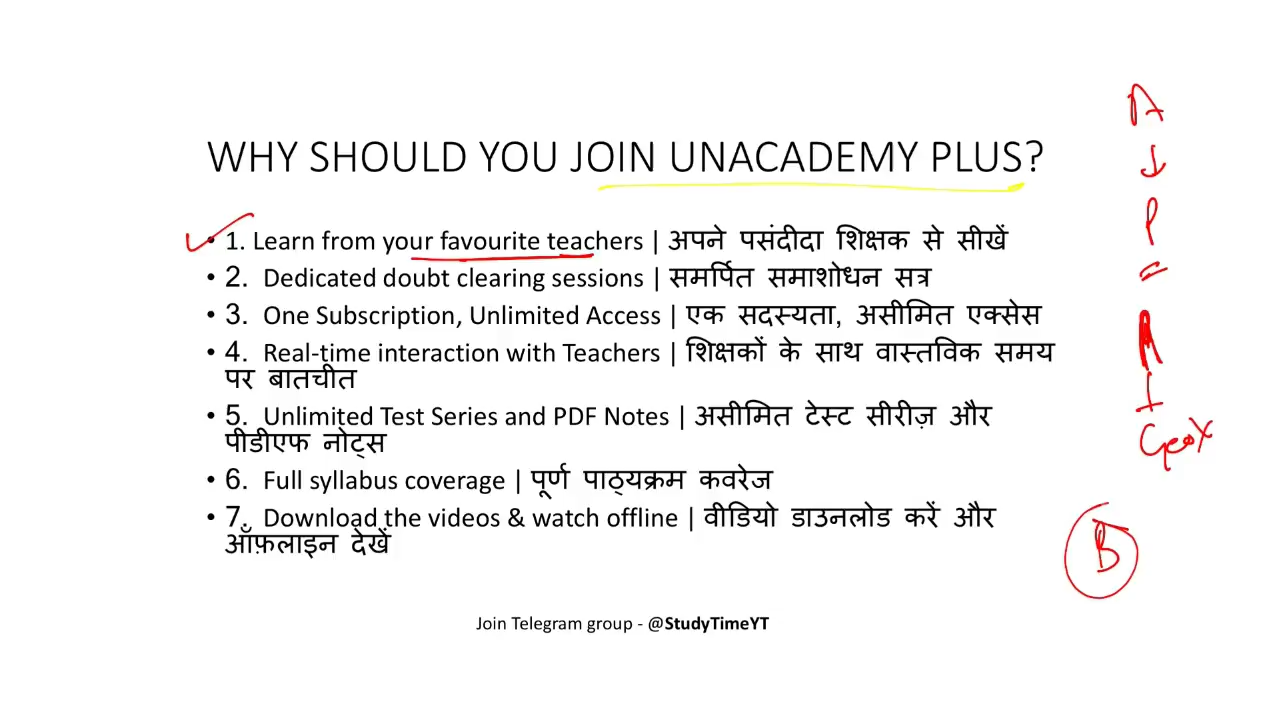 WHY SHOULD YOU JOIN UNACADEMY PLUS?
• 1. Learn from your favourite teachers | अपने पसंदीदा शिक्षक से सीखें
• 2. Dedicated doubt clearing sessions | समर्पित समाशोधन सत्र
• 3. One Subscription, Unlimited Access | एक सदस्यता, असीमित एक्सेस
• 4. Real-time interaction with Teachers | शिक्षकों के साथ वास्तविक समय
पर बातचीत
• 5. Unlimited Test Series and PDF Notes | असीमित टेस्ट सीरीज़ और
पीडीएफ नोट्स
• 6. Full syllabus coverage | पूर्ण पाठ्यक्रम कवरेज
• 7. Download the videos & watch offline | वीडियो डाउनलोड करें और
ऑफ़लाइन देखें
Join Telegram group - @StudyTimeYT
A
P
B